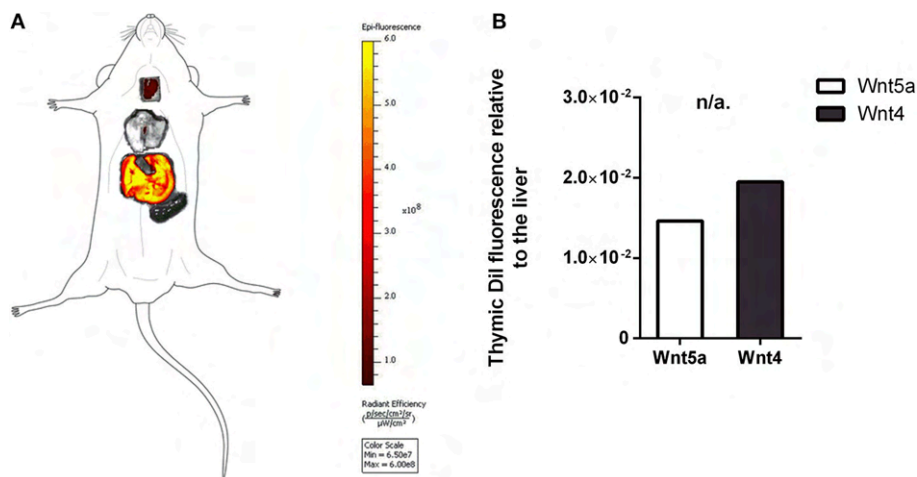 A
Epi-fluorescence
6.0
5.0
4.0
x10⁸
3.0
2.0
1.0
Radiant Efficiency
(p/sec/cm²/sr
µW/cm²)
Color Scale
Min = 6.50e7
Max = 6.00e8
B
Wnt5a
Wnt4
n/a.
Thymic Dil fluorescence relative
to the liver
3.0×10⁻²
2.0×10⁻²
1.0×10⁻²
0
Wnt5a Wnt4